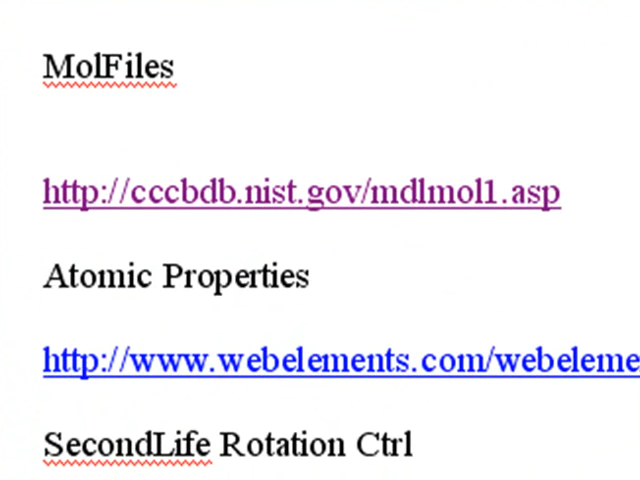 MolFiles
http://cccbdb.nist.gov/mdlmol1.asp
Atomic Properties
http://www.webelements.com/webeleme
SecondLife Rotation Ctrl